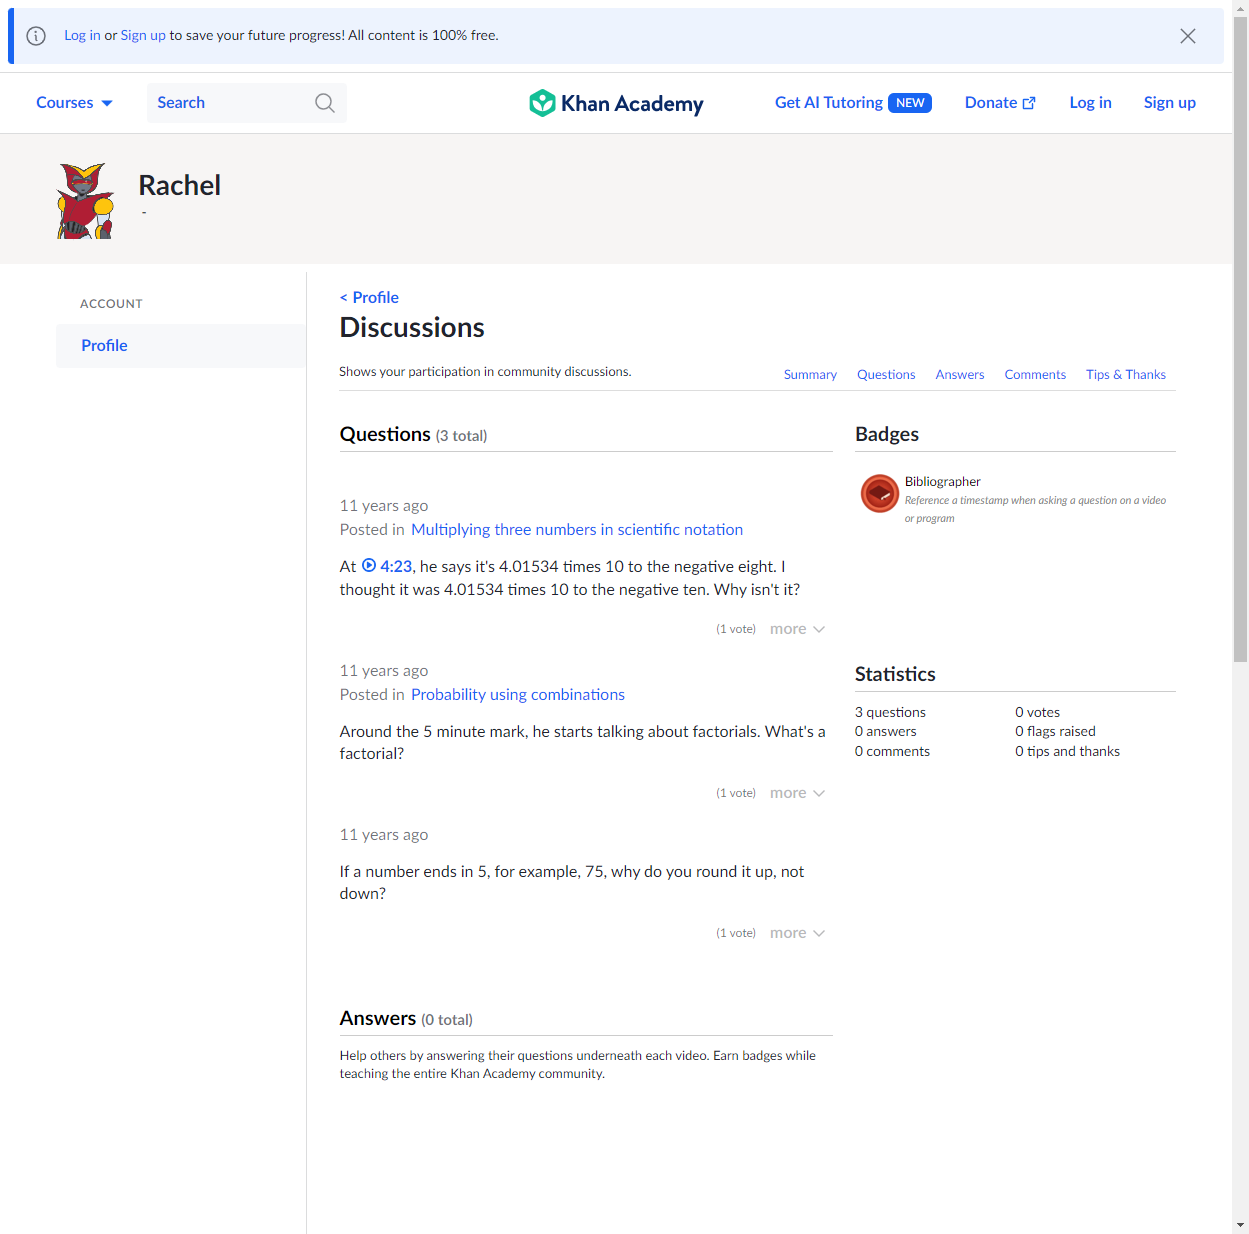 Log in or Sign up to save your future progress! All content is 100% free.
Courses
Search
Khan Academy
Get AI Tutoring NEW
Donate
Log in
Sign up
Rachel
-
ACCOUNT
Profile
< Profile
Discussions
Shows your participation in community discussions.
Summary
Questions
Answers
Comments
Tips & Thanks
Questions (3 total)
11 years ago
Posted in Multiplying three numbers in scientific notation
At 4:23, he says it's 4.01534 times 10 to the negative eight. I
thought it was 4.01534 times 10 to the negative ten. Why isn't it?
(1 vote) more
11 years ago
Posted in Probability using combinations
Around the 5 minute mark, he starts talking about factorials. What's a
factorial?
(1 vote) more
11 years ago
If a number ends in 5, for example, 75, why do you round it up, not
down?
(1 vote) more
Answers (0 total)
Help others by answering their questions underneath each video. Earn badges while
teaching the entire Khan Academy community.
Badges
Bibliographer
Reference a timestamp when asking a question on a video
or program
Statistics
3 questions
0 answers
0 comments
0 votes
0 flags raised
0 tips and thanks